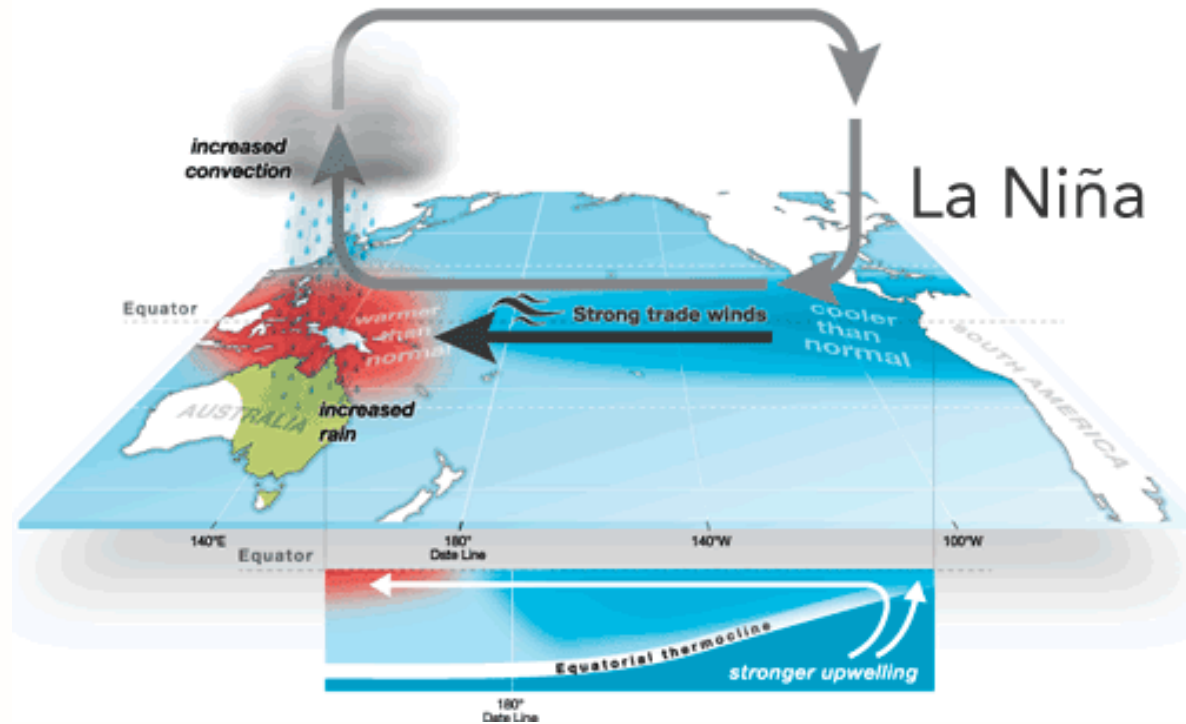 increased
convection
La Niña
Equator
warmer
than
normal
Strong trade winds
cooler
than
normal
AUSTRALIA
increased
rain
SOUTH AMERICA
140°E
180°
Date Line
140°W
100°W
Equator
Equatorial thermocline
stronger upwelling
180°
Date Line